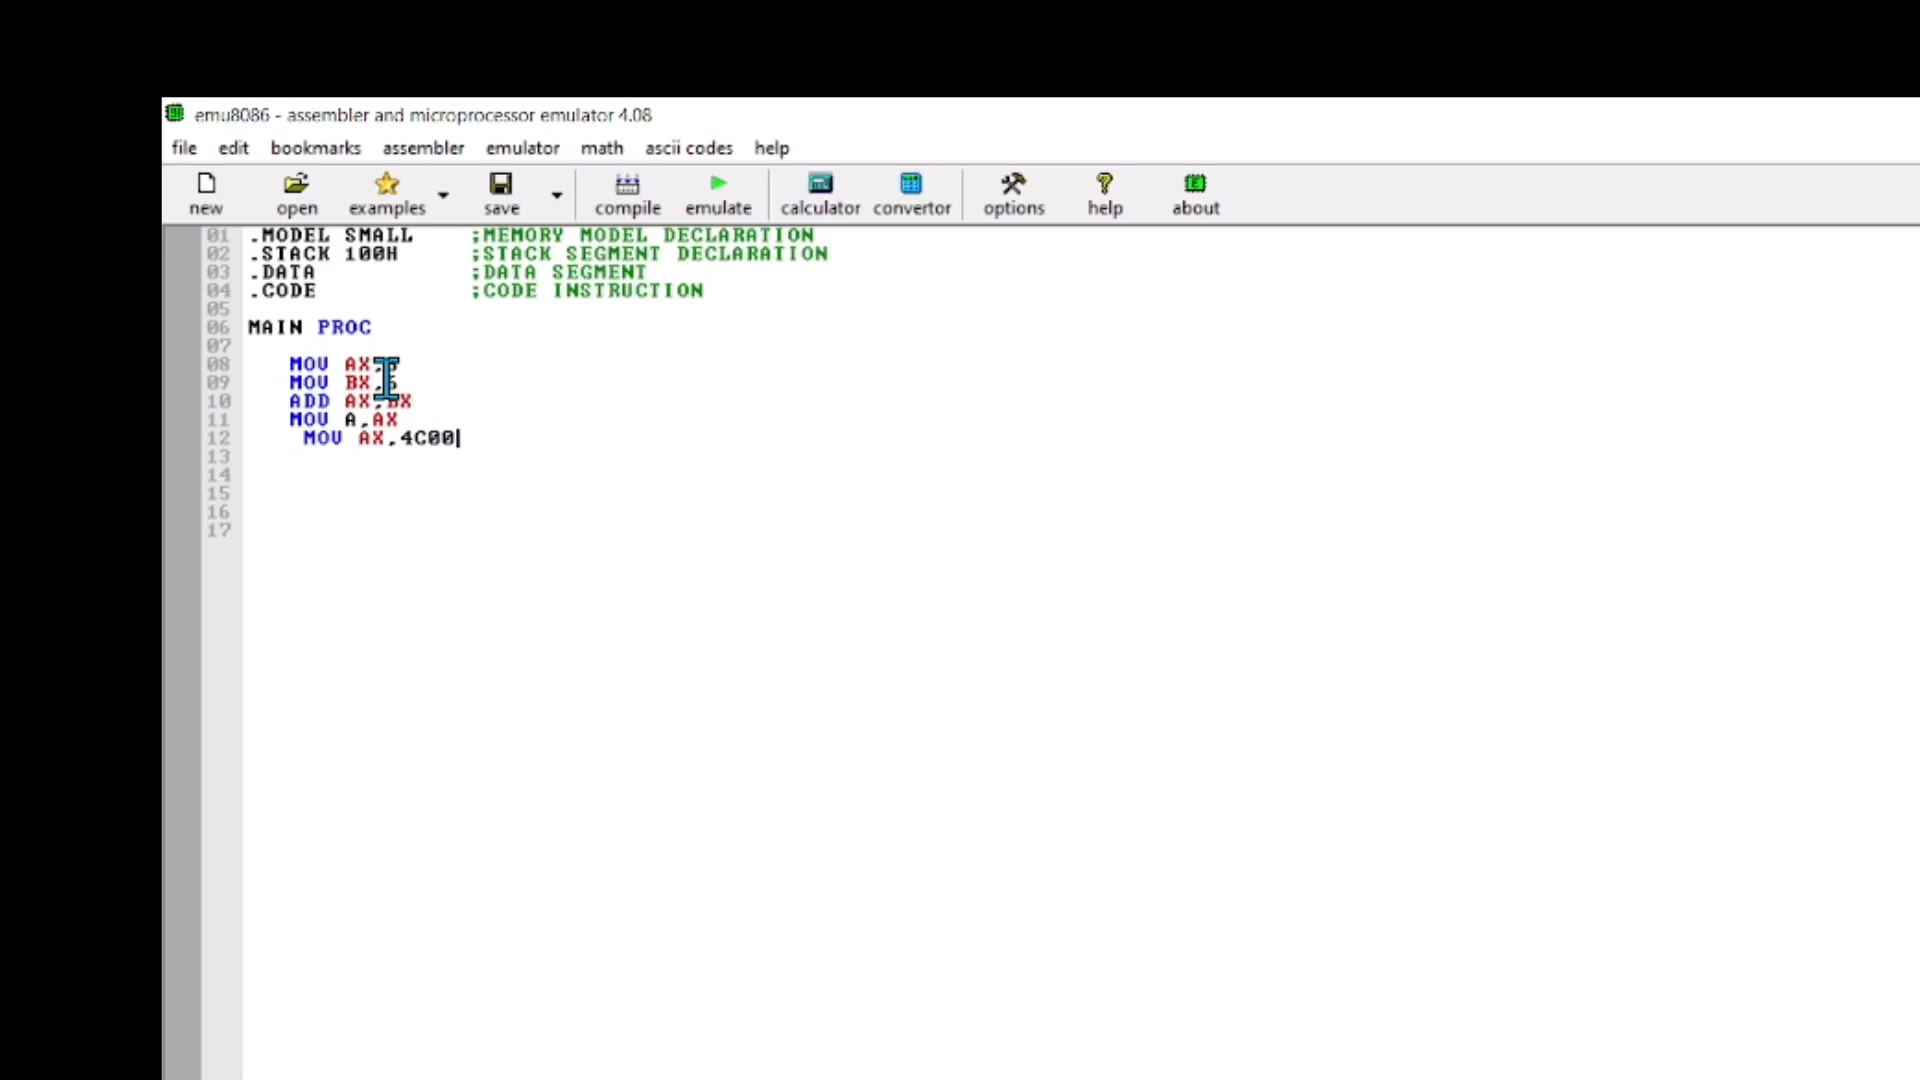 emu8086 - assembler and microprocessor emulator 4.08
file edit bookmarks assembler emulator math ascii codes help
new open examples save compile emulate calculator convertor options help about
01 .MODEL SMALL ;MEMORY MODEL DECLARATION
02 .STACK 100H ;STACK SEGMENT DECLARATION
03 .DATA ;DATA SEGMENT
04 .CODE ;CODE INSTRUCTION
05
06 MAIN PROC
07
08 MOV AX,
09 MOV BX,
10 ADD AX,BX
11 MOV A,AX
12 MOV AX,4C00
13
14
15
16
17